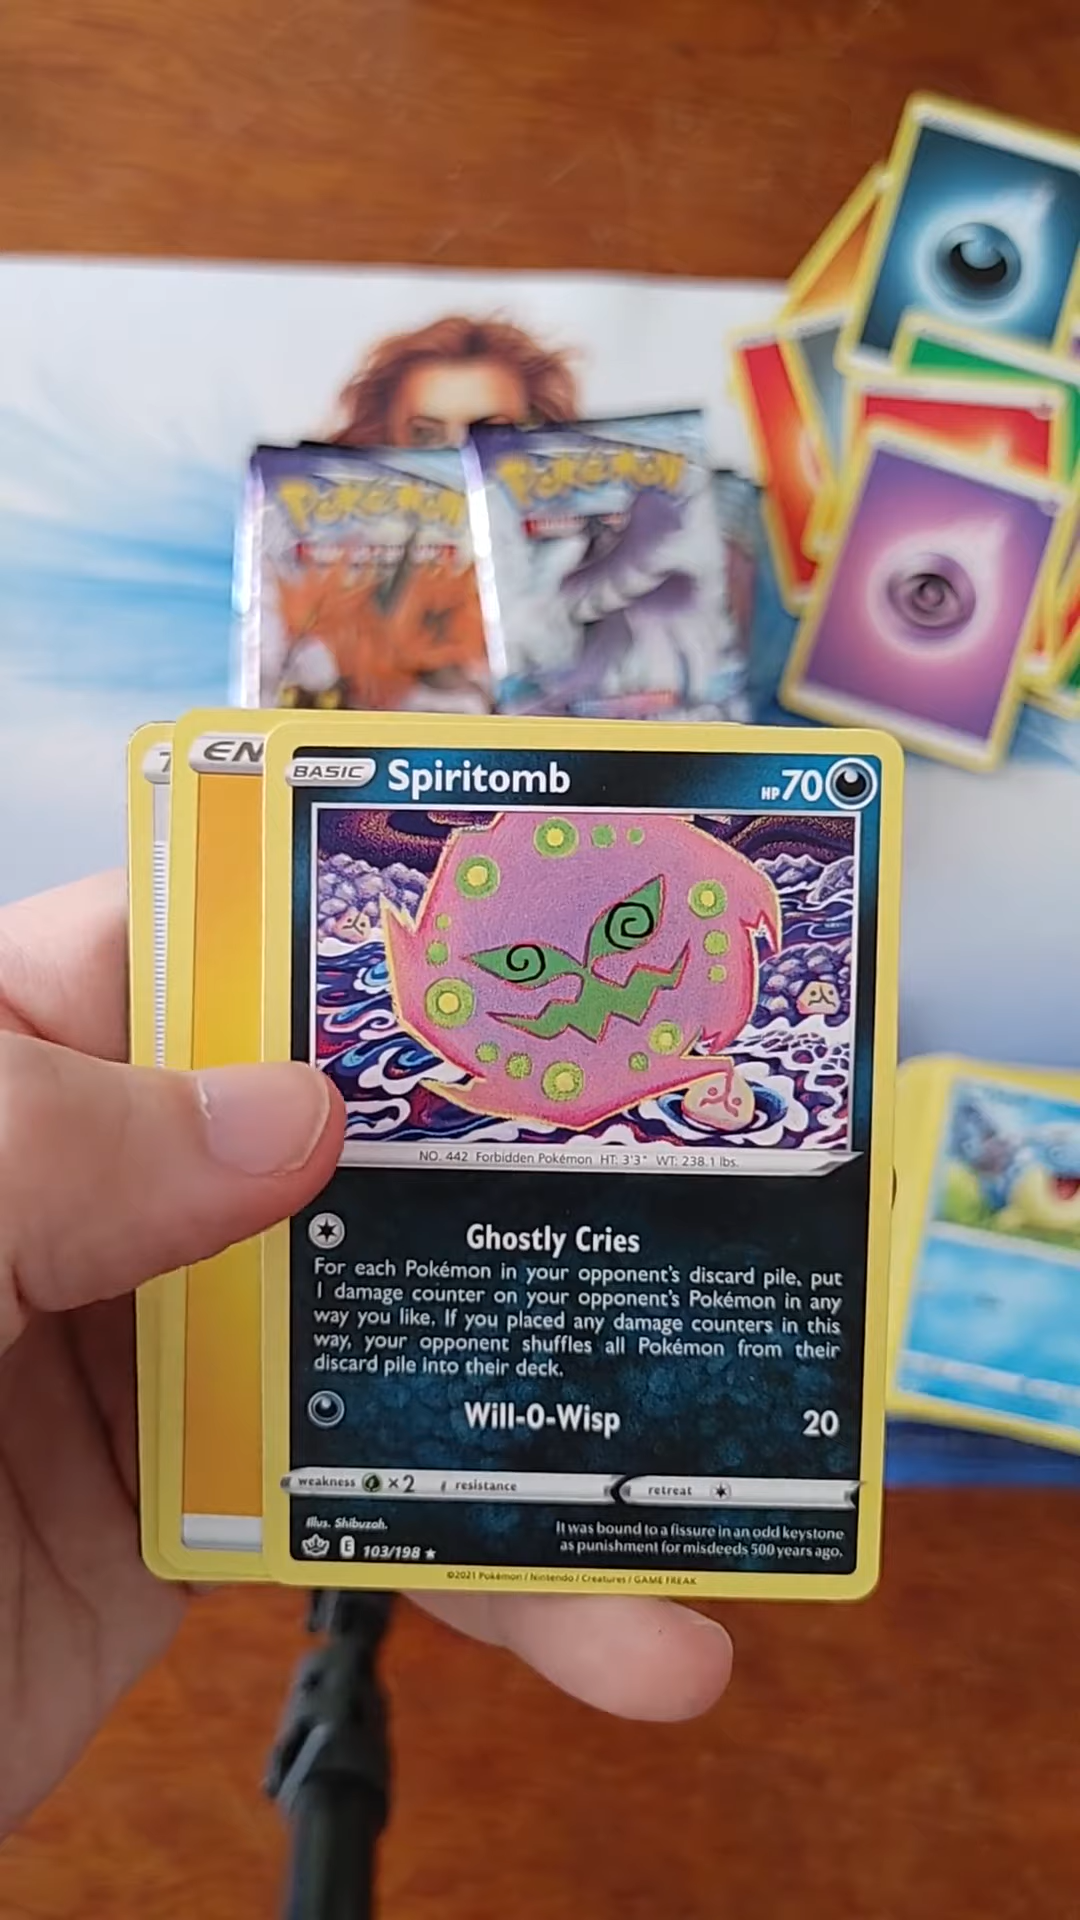 Pokémon
Pokémon
EN
BASIC Spiritomb HP 70
NO. 442 Forbidden Pokémon HT: 3'3" WT: 238.1 lbs.
Ghostly Cries
For each Pokémon in your opponent's discard pile, put
1 damage counter on your opponent's Pokémon in any
way you like. If you placed any damage counters in this
way, your opponent shuffles all Pokémon from their
discard pile into their deck.
Will-O-Wisp 20
weakness ×2 resistance retreat
Illus. Shibuzoh.
It was bound to a fissure in an odd keystone
as punishment for misdeeds 500 years ago.
E 103/198
©2021 Pokémon / Nintendo / Creatures / GAME FREAK